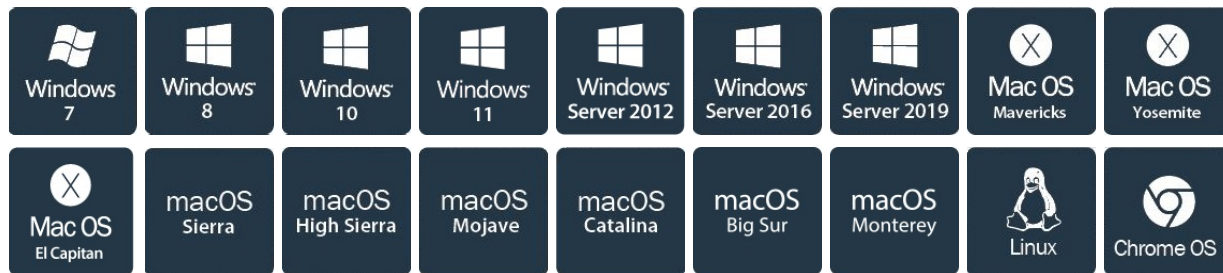 Windows
7
Windows
8
Windows
10
Windows
11
Windows
Server 2012
Windows
Server 2016
Windows
Server 2019
Mac OS
Mavericks
Mac OS
Yosemite
Mac OS
El Capitan
macOS
Sierra
macOS
High Sierra
macOS
Mojave
macOS
Catalina
macOS
Big Sur
macOS
Monterey
Linux
Chrome OS